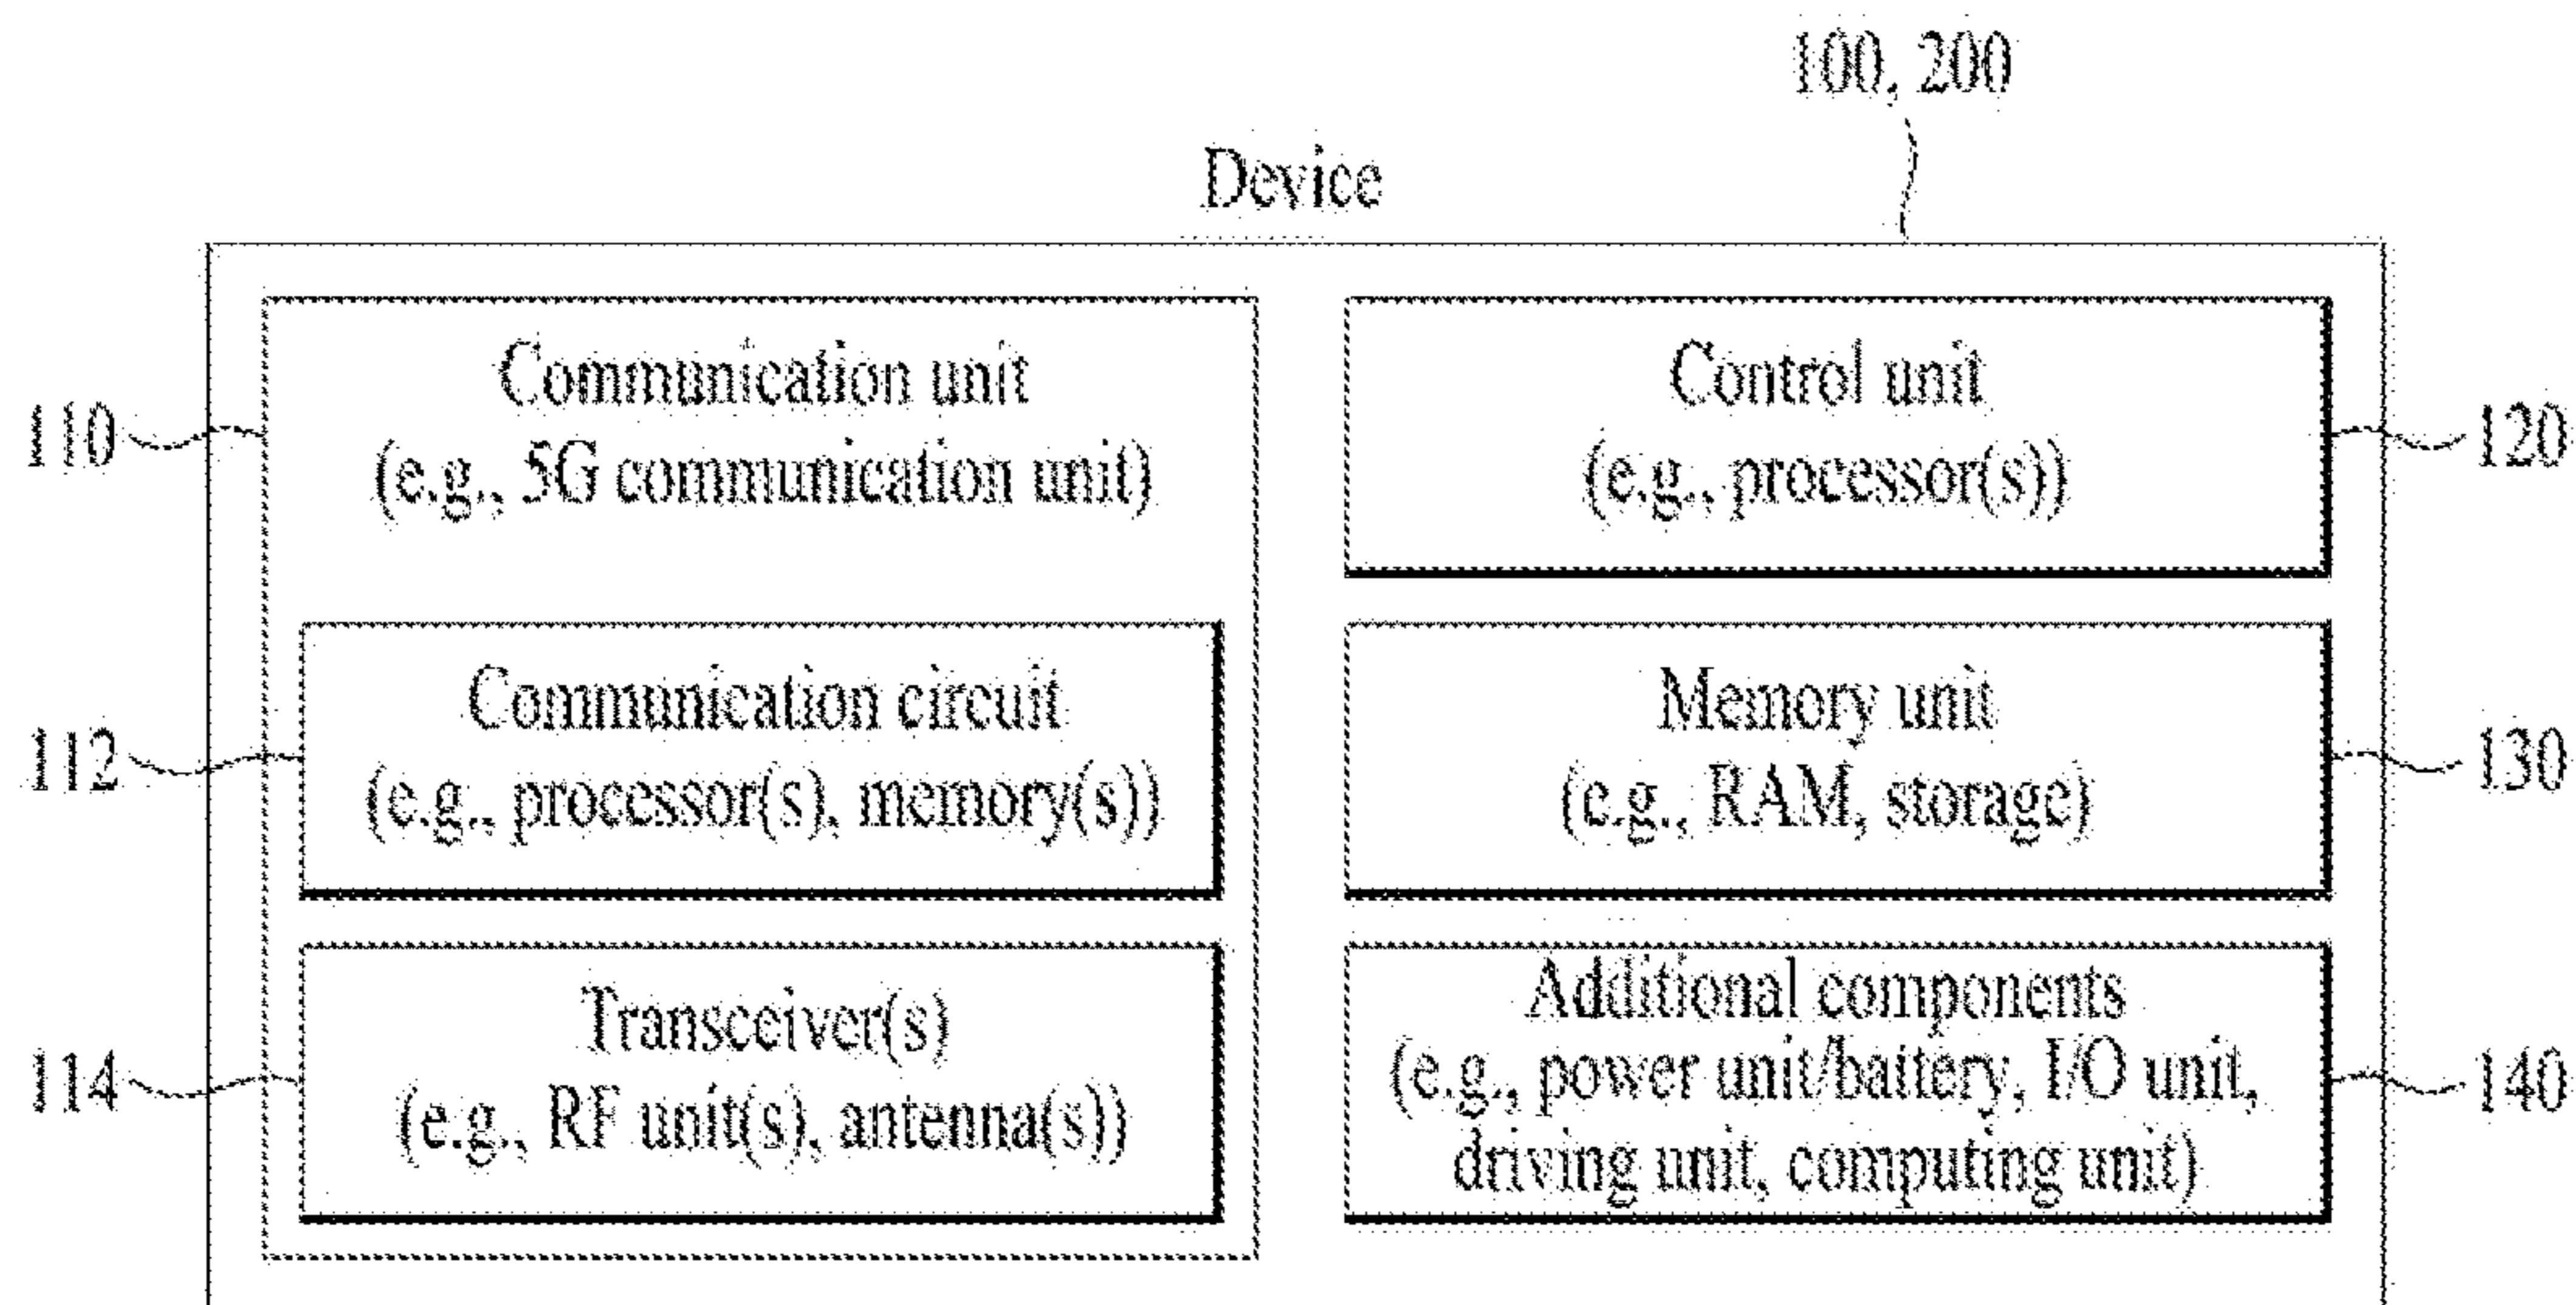 100, 200
Device
Communication unit
(e.g., 5G communication unit)
110
Control unit
(e.g., processor(s))
120
Communication circuit
(e.g., processor(s), memory(s))
112
Memory unit
(e.g., RAM, storage)
130
Transceiver(s)
(e.g., RF unit(s), antenna(s))
114
Additional components
(e.g., power unit/battery, I/O unit,
driving unit, computing unit)
140